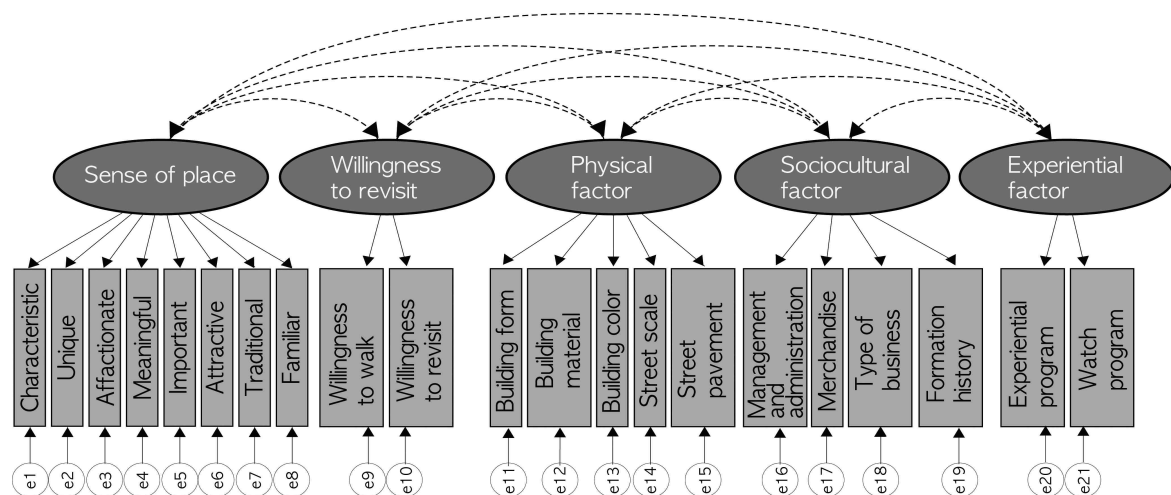 Sense of place
Willingness
to revisit
Physical
factor
Sociocultural
factor
Experiential
factor
Characteristic
Unique
Affactionate
Meaningful
Important
Attractive
Traditional
Familiar
Willingness
to walk
Willingness
to revisit
Building form
Building
material
Building color
Street scale
Street
pavement
Management
and
administration
Merchandise
Type of
business
Formation
history
Experiential
program
Watch
program
e1
e2
e3
e4
e5
e6
e7
e8
e9
e10
e11
e12
e13
e14
e15
e16
e17
e18
e19
e20
e21